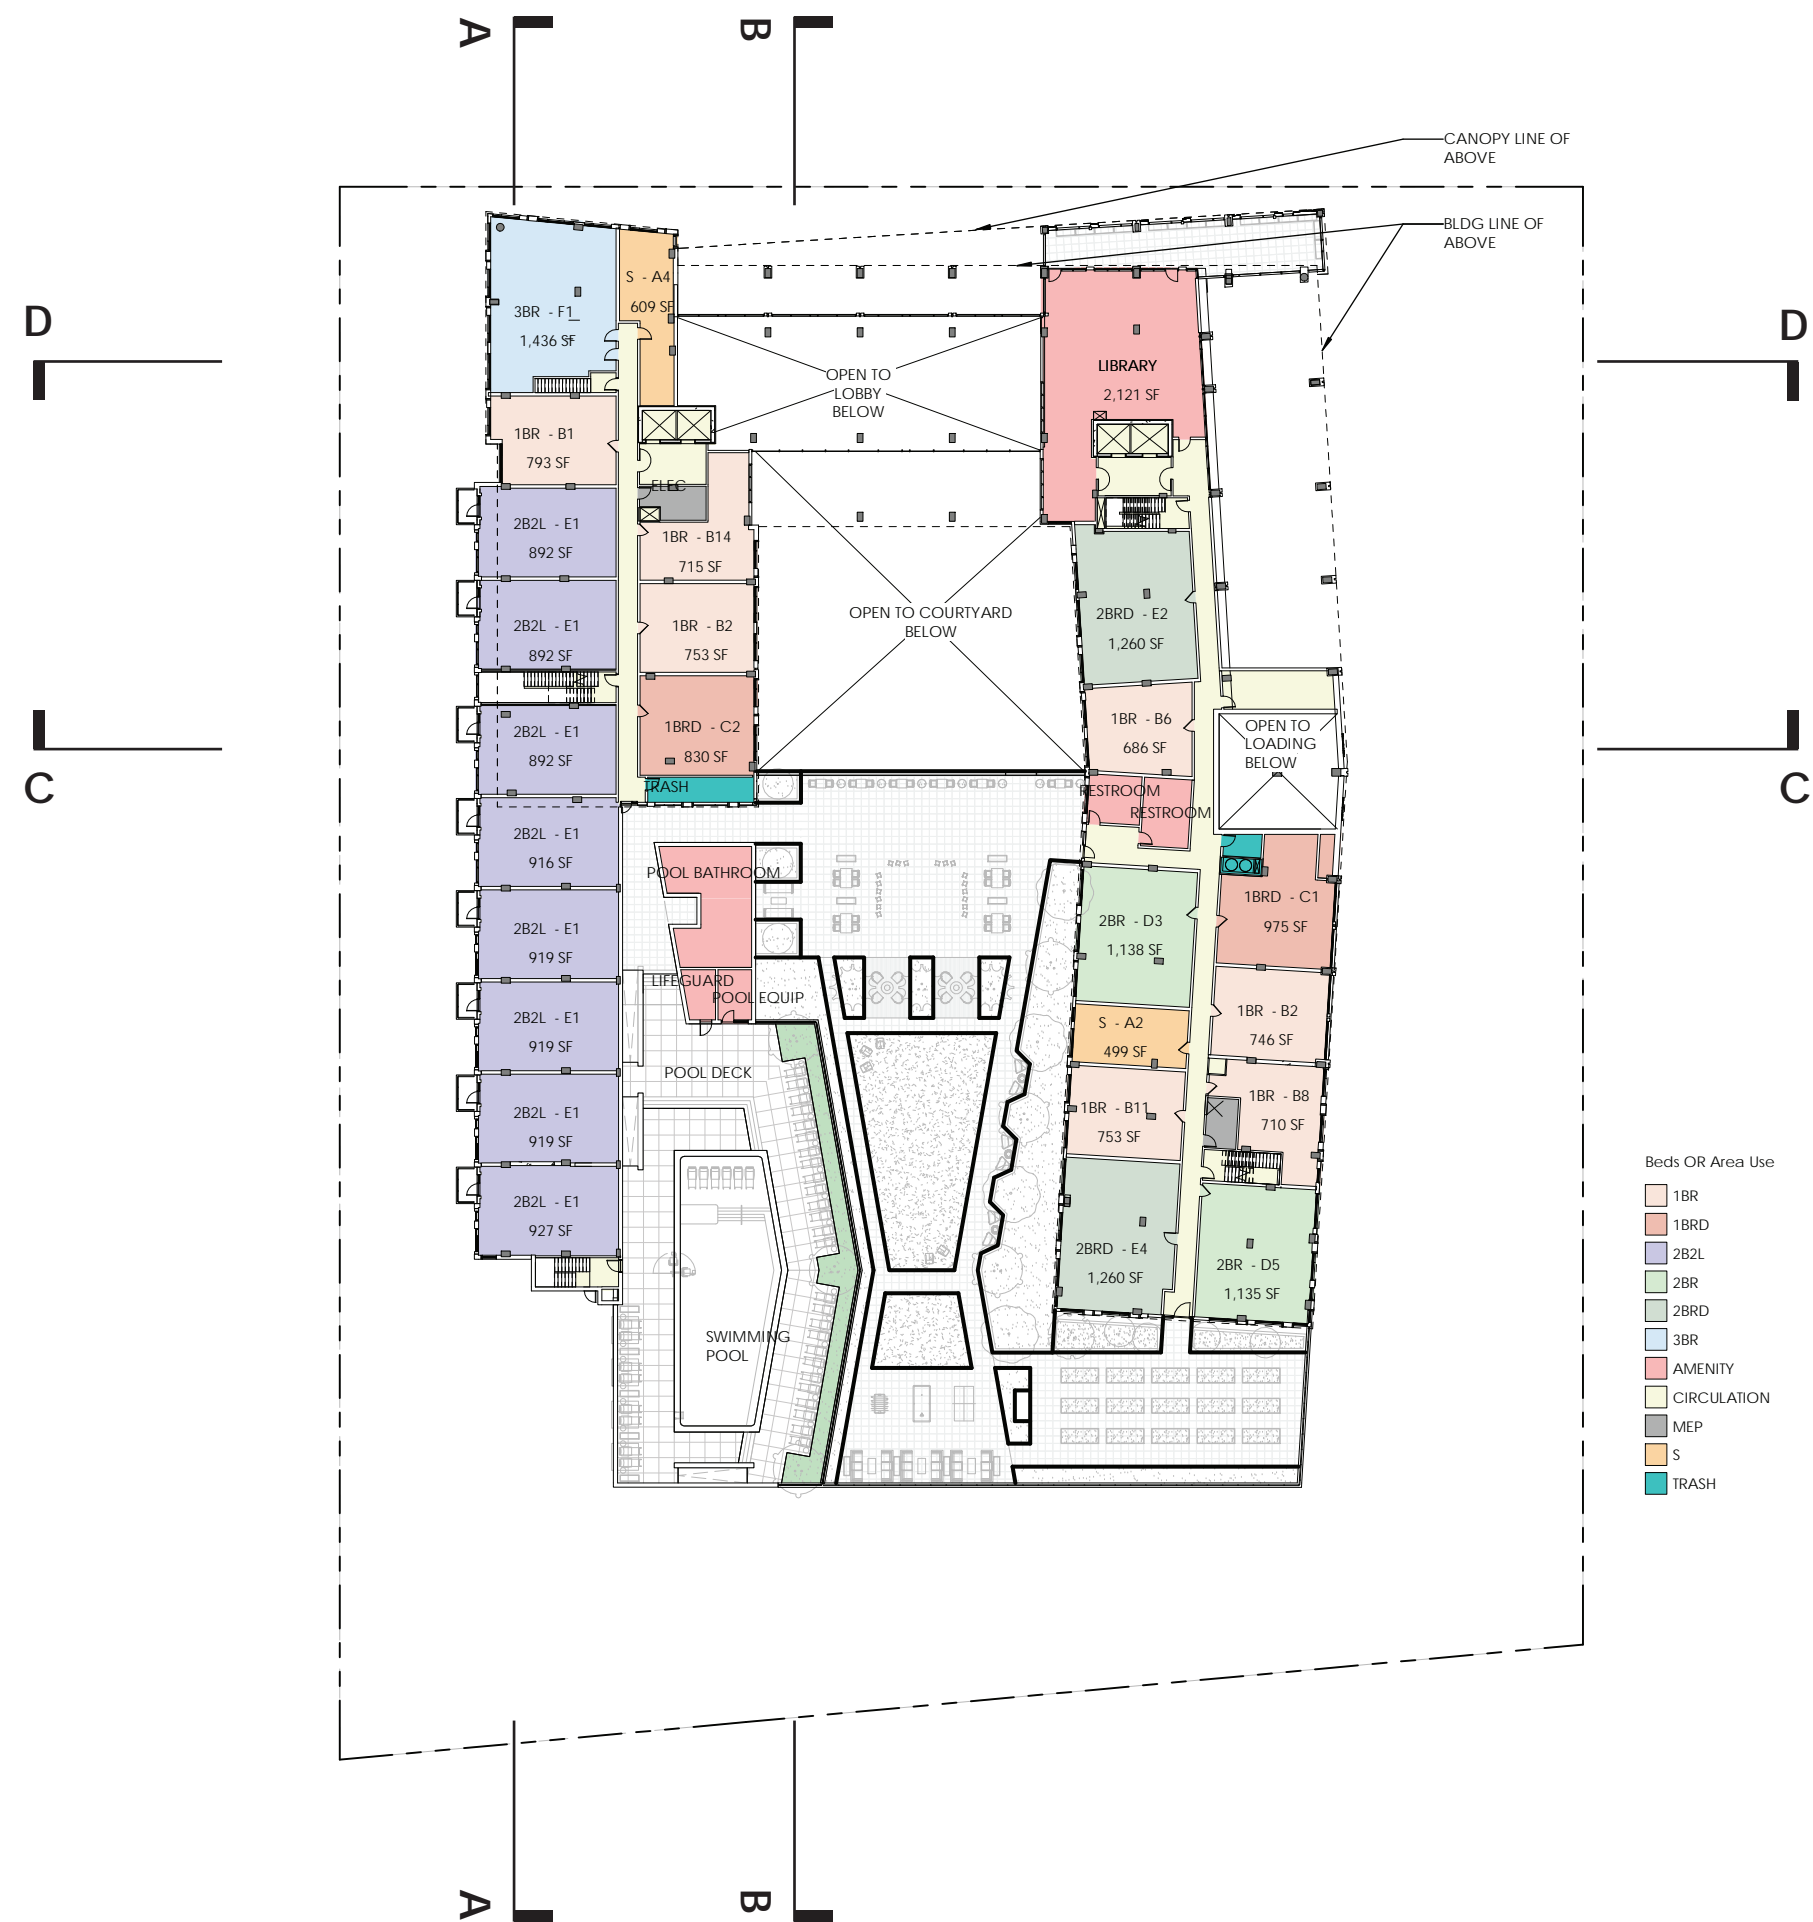 A
B
CANOPY LINE OF
ABOVE
BLDG LINE OF
ABOVE
D
D
S - A4
609 SF
3BR - F1
1,436 SF
OPEN TO
LOBBY
BELOW
LIBRARY
2,121 SF
1BR - B1
793 SF
ELEC
2B2L - E1
892 SF
1BR - B14
715 SF
2B2L - E1
892 SF
1BR - B2
753 SF
OPEN TO COURTYARD
BELOW
2BRD - E2
1,260 SF
2B2L - E1
892 SF
1BRD - C2
830 SF
1BR - B6
686 SF
OPEN TO
LOADING
BELOW
C
C
TRASH
RESTROOM
RESTROOM
2B2L - E1
916 SF
POOL BATHROOM
1BRD - C1
975 SF
2B2L - E1
919 SF
2BR - D3
1,138 SF
LIFEGUARD
POOL EQUIP
2B2L - E1
919 SF
S - A2
499 SF
1BR - B2
746 SF
POOL DECK
2B2L - E1
919 SF
1BR - B11
753 SF
1BR - B8
710 SF
2B2L - E1
927 SF
2BRD - E4
1,260 SF
2BR - D5
1,135 SF
SWIMMING
POOL
Beds OR Area Use
1BR
1BRD
2B2L
2BR
2BRD
3BR
AMENITY
CIRCULATION
MEP
S
TRASH
A
B